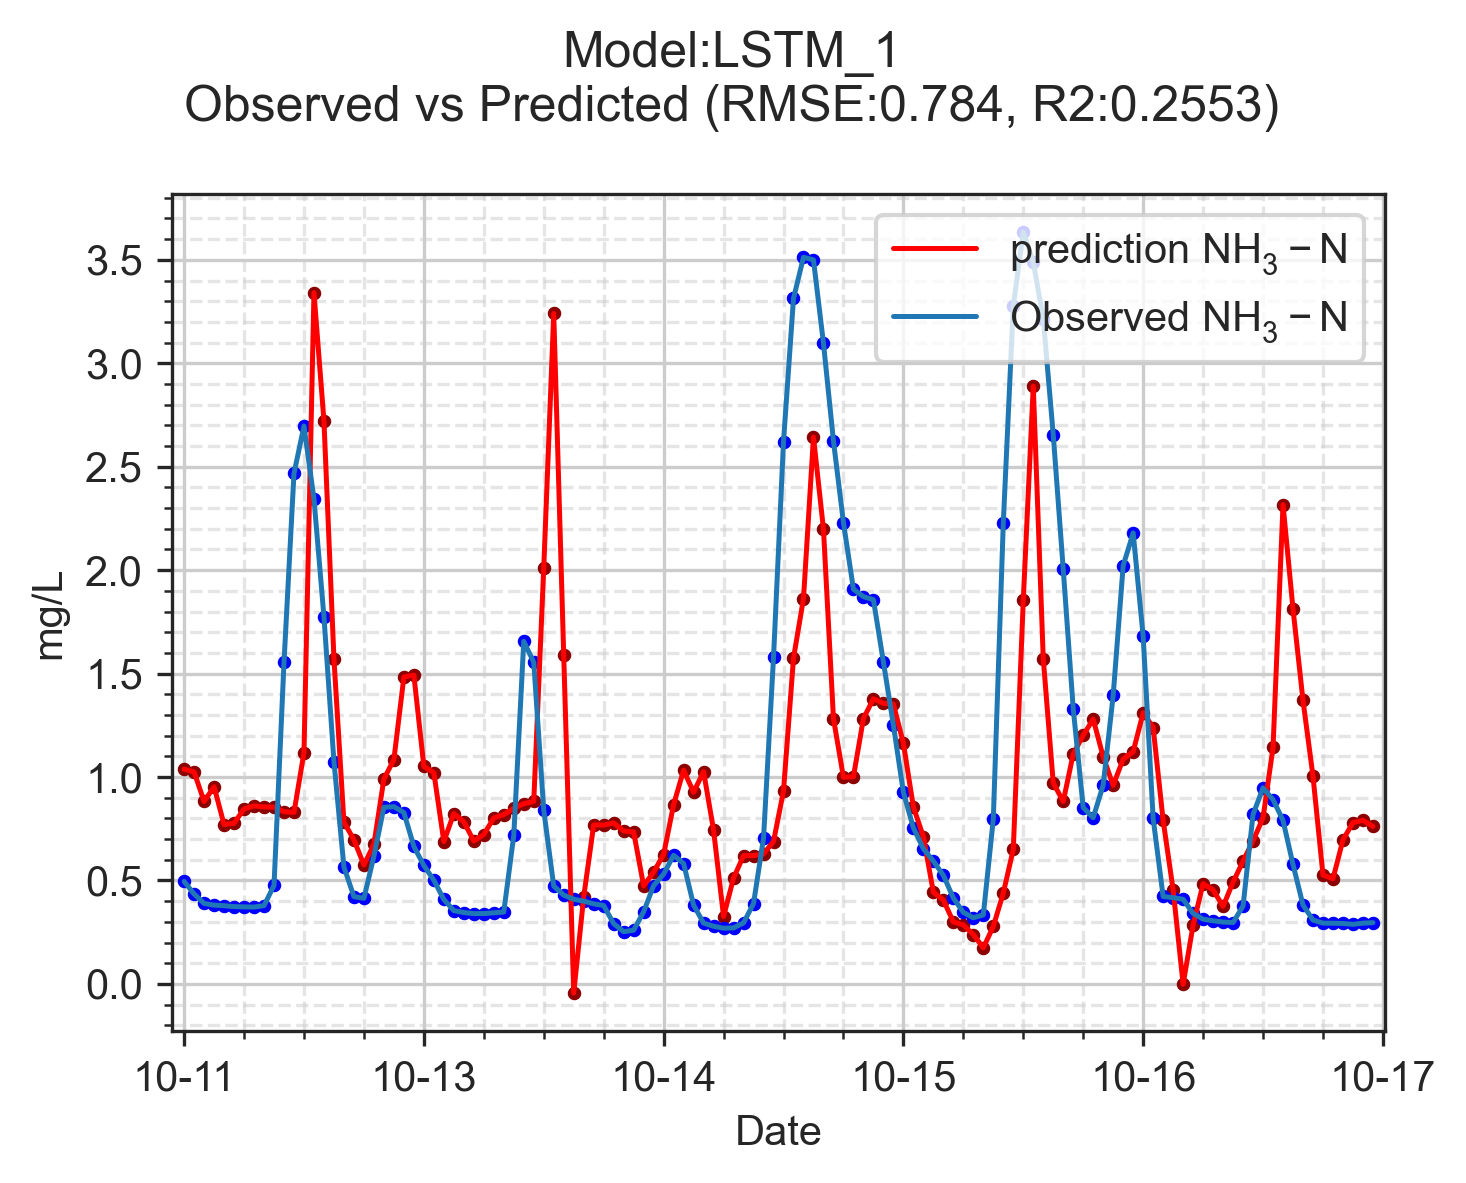 Model:LSTM_1
Observed vs Predicted (RMSE:0.784, R2:0.2553)
prediction NH₃ − N
Observed NH₃ − N
3.5
3.0
2.5
2.0
1.5
1.0
0.5
0.0
mg/L
10-11 10-13 10-14 10-15 10-16 10-17
Date